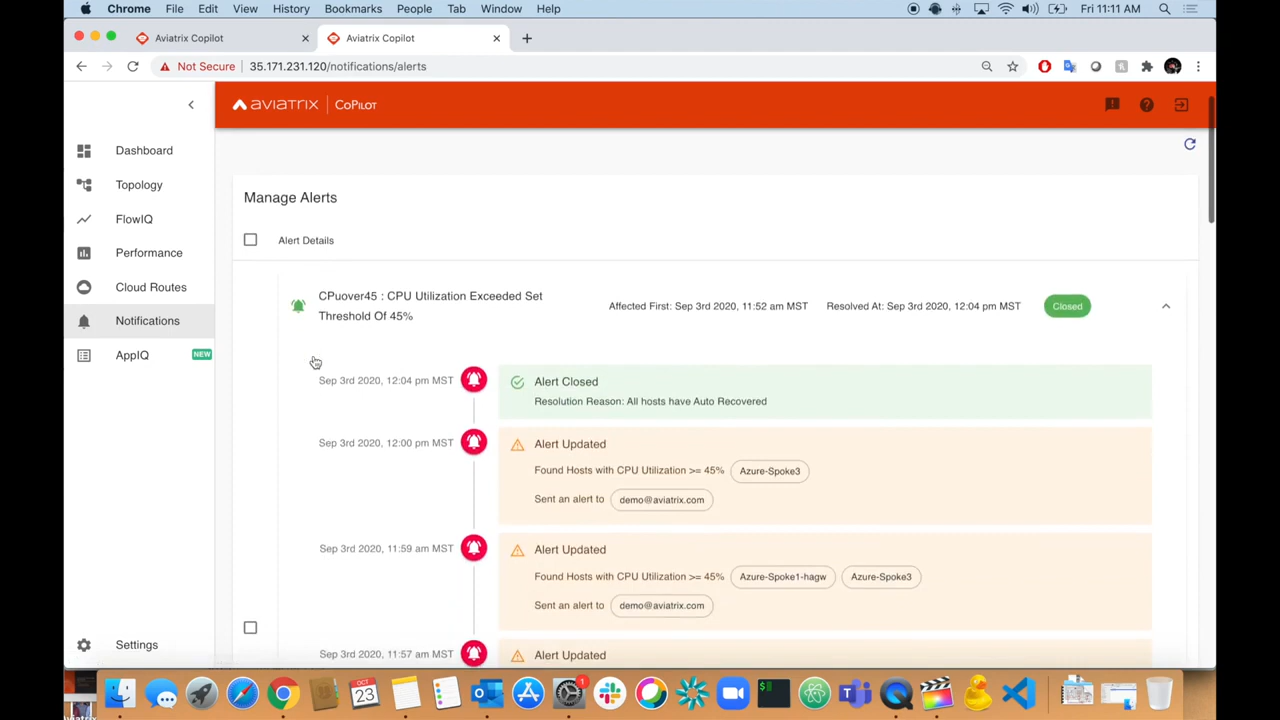 Chrome File Edit View History Bookmarks People Tab Window Help Fri 11:11 AM
Aviatrix Copilot Aviatrix Copilot
Not Secure 35.171.231.120/notifications/alerts
aviatrix CoPilot
Dashboard
Topology
FlowIQ
Performance
Cloud Routes
Notifications
AppIQ NEW
Settings
Manage Alerts
Alert Details
CPuover45 : CPU Utilization Exceeded Set
Threshold Of 45%
Affected First: Sep 3rd 2020, 11:52 am MST Resolved At: Sep 3rd 2020, 12:04 pm MST Closed
Sep 3rd 2020, 12:04 pm MST Alert Closed
Resolution Reason: All hosts have Auto Recovered
Sep 3rd 2020, 12:00 pm MST Alert Updated
Found Hosts with CPU Utilization >= 45% Azure-Spoke3
Sent an alert to demo@aviatrix.com
Sep 3rd 2020, 11:59 am MST Alert Updated
Found Hosts with CPU Utilization >= 45% Azure-Spoke1-hagw Azure-Spoke3
Sent an alert to demo@aviatrix.com
Sep 3rd 2020, 11:57 am MST Alert Updated
OCT
23
1